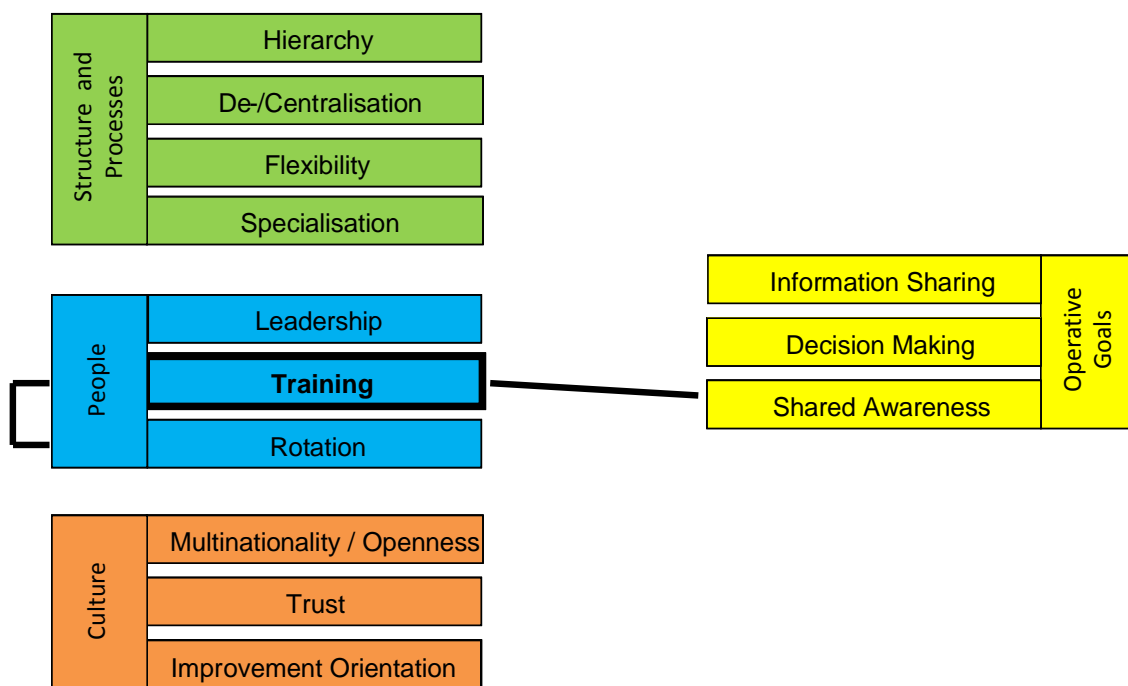 Structure and
Processes
Hierarchy
De-/Centralisation
Flexibility
Specialisation
People
Leadership
Training
Rotation
Culture
Multinationality / Openness
Trust
Improvement Orientation
Information Sharing
Decision Making
Shared Awareness
Operative
Goals